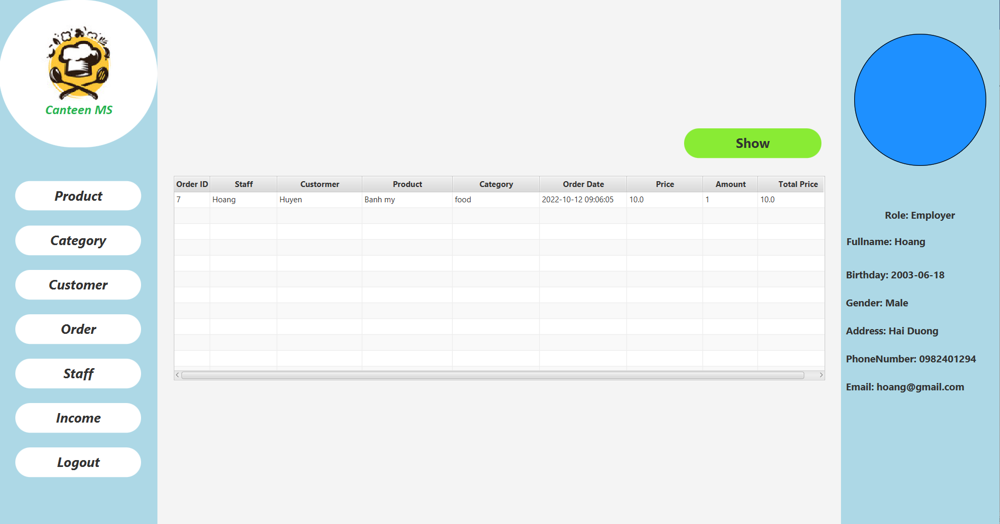 Canteen MS
Product
Category
Customer
Order
Staff
Income
Logout
Show
Order ID Staff Custormer Product Category Order Date Price Amount Total Price
7 Hoang Huyen Banh my food 2022-10-12 09:06:05 10.0 1 10.0
Role: Employer
Fullname: Hoang
Birthday: 2003-06-18
Gender: Male
Address: Hai Duong
PhoneNumber: 0982401294
Email: hoang@gmail.com